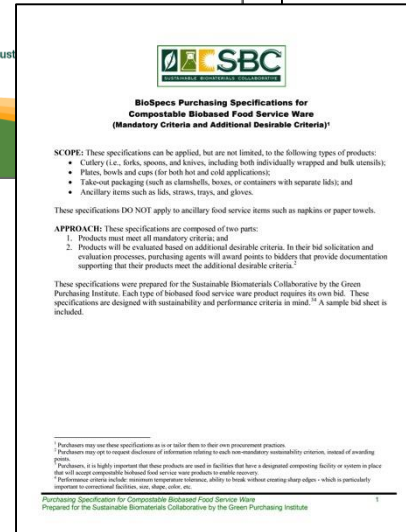 ust
SBC
SUSTAINABLE BIOMATERIALS COLLABORATIVE
BioSpecs Purchasing Specifications for
Compostable Biobased Food Service Ware
(Mandatory Criteria and Additional Desirable Criteria)¹
SCOPE: These specifications can be applied, but are not limited, to the following types of products:
• Cutlery (i.e., forks, spoons, and knives, including both individually wrapped and bulk utensils);
• Plates, bowls and cups (for both hot and cold applications);
• Take-out packaging (such as clamshells, boxes, or containers with separate lids); and
• Ancillary items such as lids, straws, trays, and gloves.
These specifications DO NOT apply to ancillary food service items such as napkins or paper towels.
APPROACH: These specifications are composed of two parts:
1. Products must meet all mandatory criteria; and
2. Products will be evaluated based on additional desirable criteria. In their bid solicitation and
evaluation processes, purchasing agents will award points to bidders that provide documentation
supporting that their products meet the additional desirable criteria.²
These specifications were prepared for the Sustainable Biomaterials Collaborative by the Green
Purchasing Institute. Each type of biobased food service ware product requires its own bid. These
specifications are designed with sustainability and performance criteria in mind.³⁴ A sample bid sheet is
included.
¹ Purchasers may use these specifications as is or tailor them to their own procurement practices.
² Purchasers may opt to request disclosure of information relating to each non-mandatory sustainability criterion, instead of awarding
points.
³ Purchasers, it is highly important that these products are used in facilities that have a designated composting facility or system in place
that will accept compostable biobased food service ware products to enable recovery.
⁴ Performance criteria include: minimum temperature tolerance, ability to break without creating sharp edges - which is particularly
important to correctional facilities, size, shape, color, etc.
Purchasing Specification for Compostable Biobased Food Service Ware 1
Prepared for the Sustainable Biomaterials Collaborative by the Green Purchasing Institute